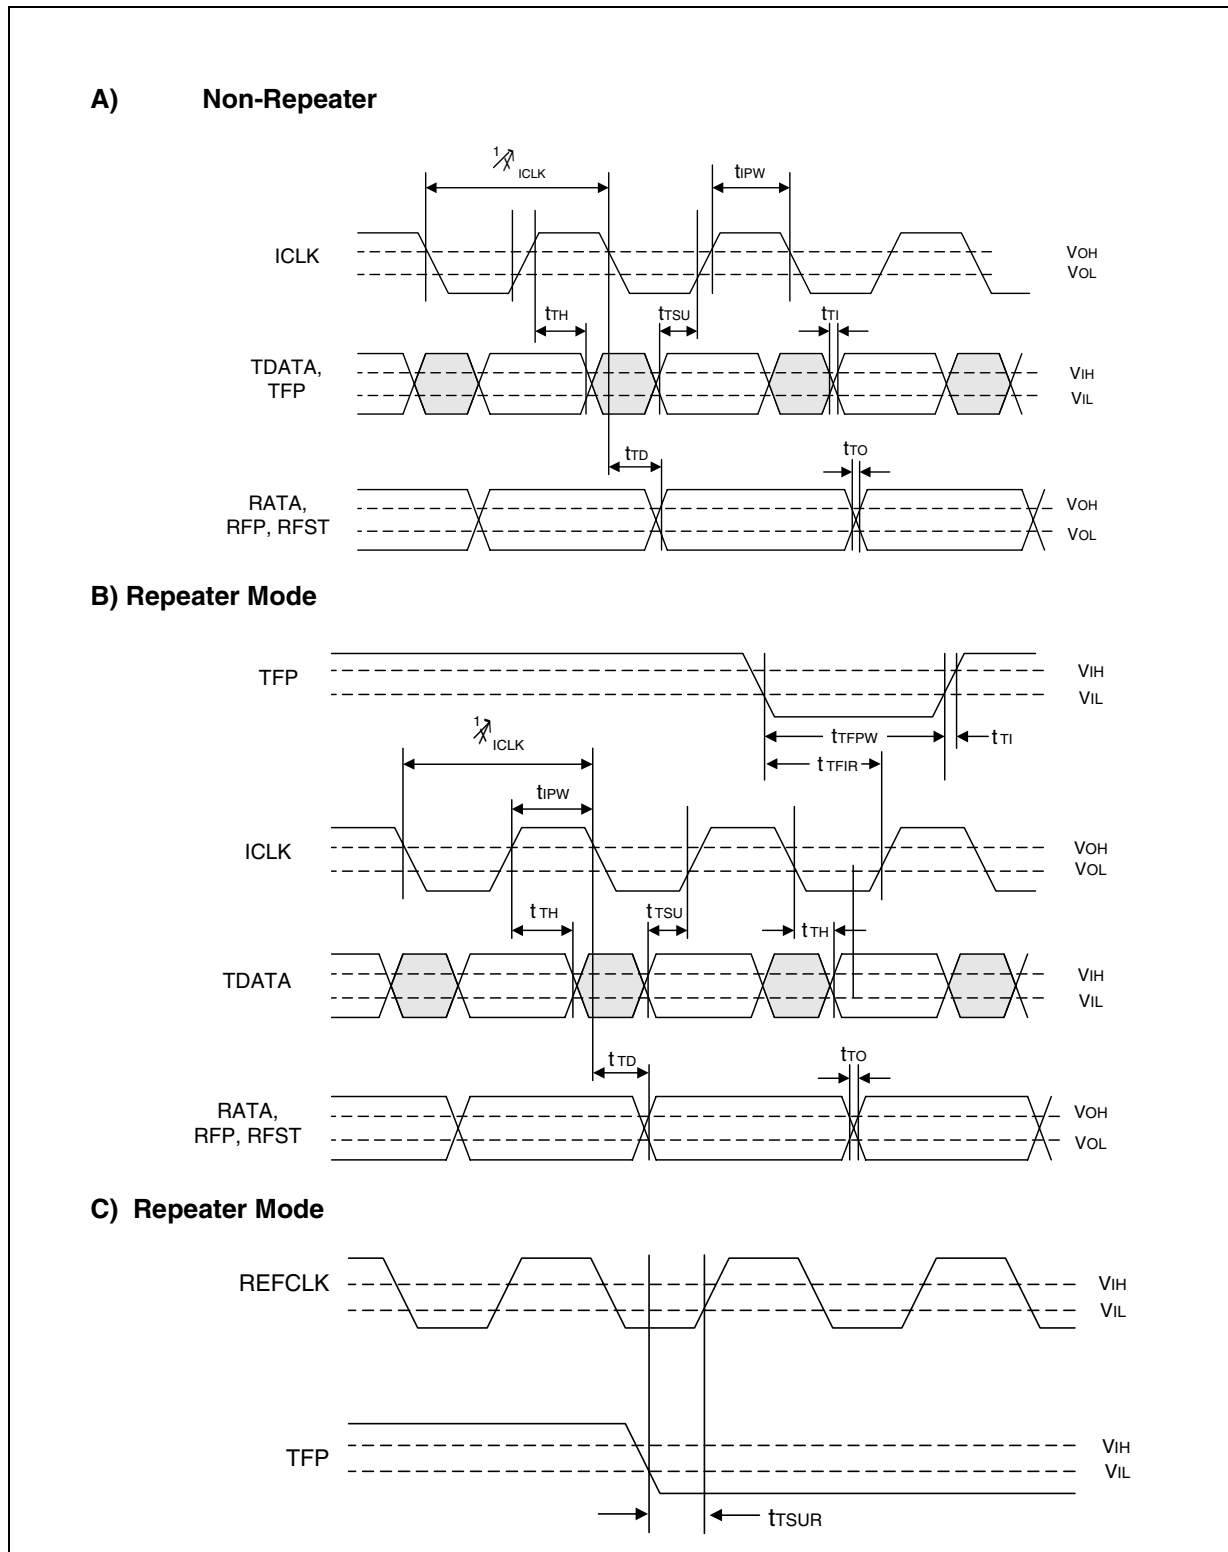 A) Non-Repeater
1/ ICLK
tIPW
ICLK
VOH
VOL
tTH
tTSU
tTI
TDATA,
TFP
VIH
VIL
tTD
tTO
RATA,
RFP, RFST
VOH
VOL
B) Repeater Mode
TFP
VIH
VIL
tTFPW
tTI
tTFIR
1/ ICLK
tIPW
ICLK
VOH
VOL
tTH
tTSU
tTH
TDATA
VIH
VIL
tTD
tTO
RATA,
RFP, RFST
VOH
VOL
C) Repeater Mode
REFCLK
VIH
VIL
TFP
VIH
VIL
tTSUR